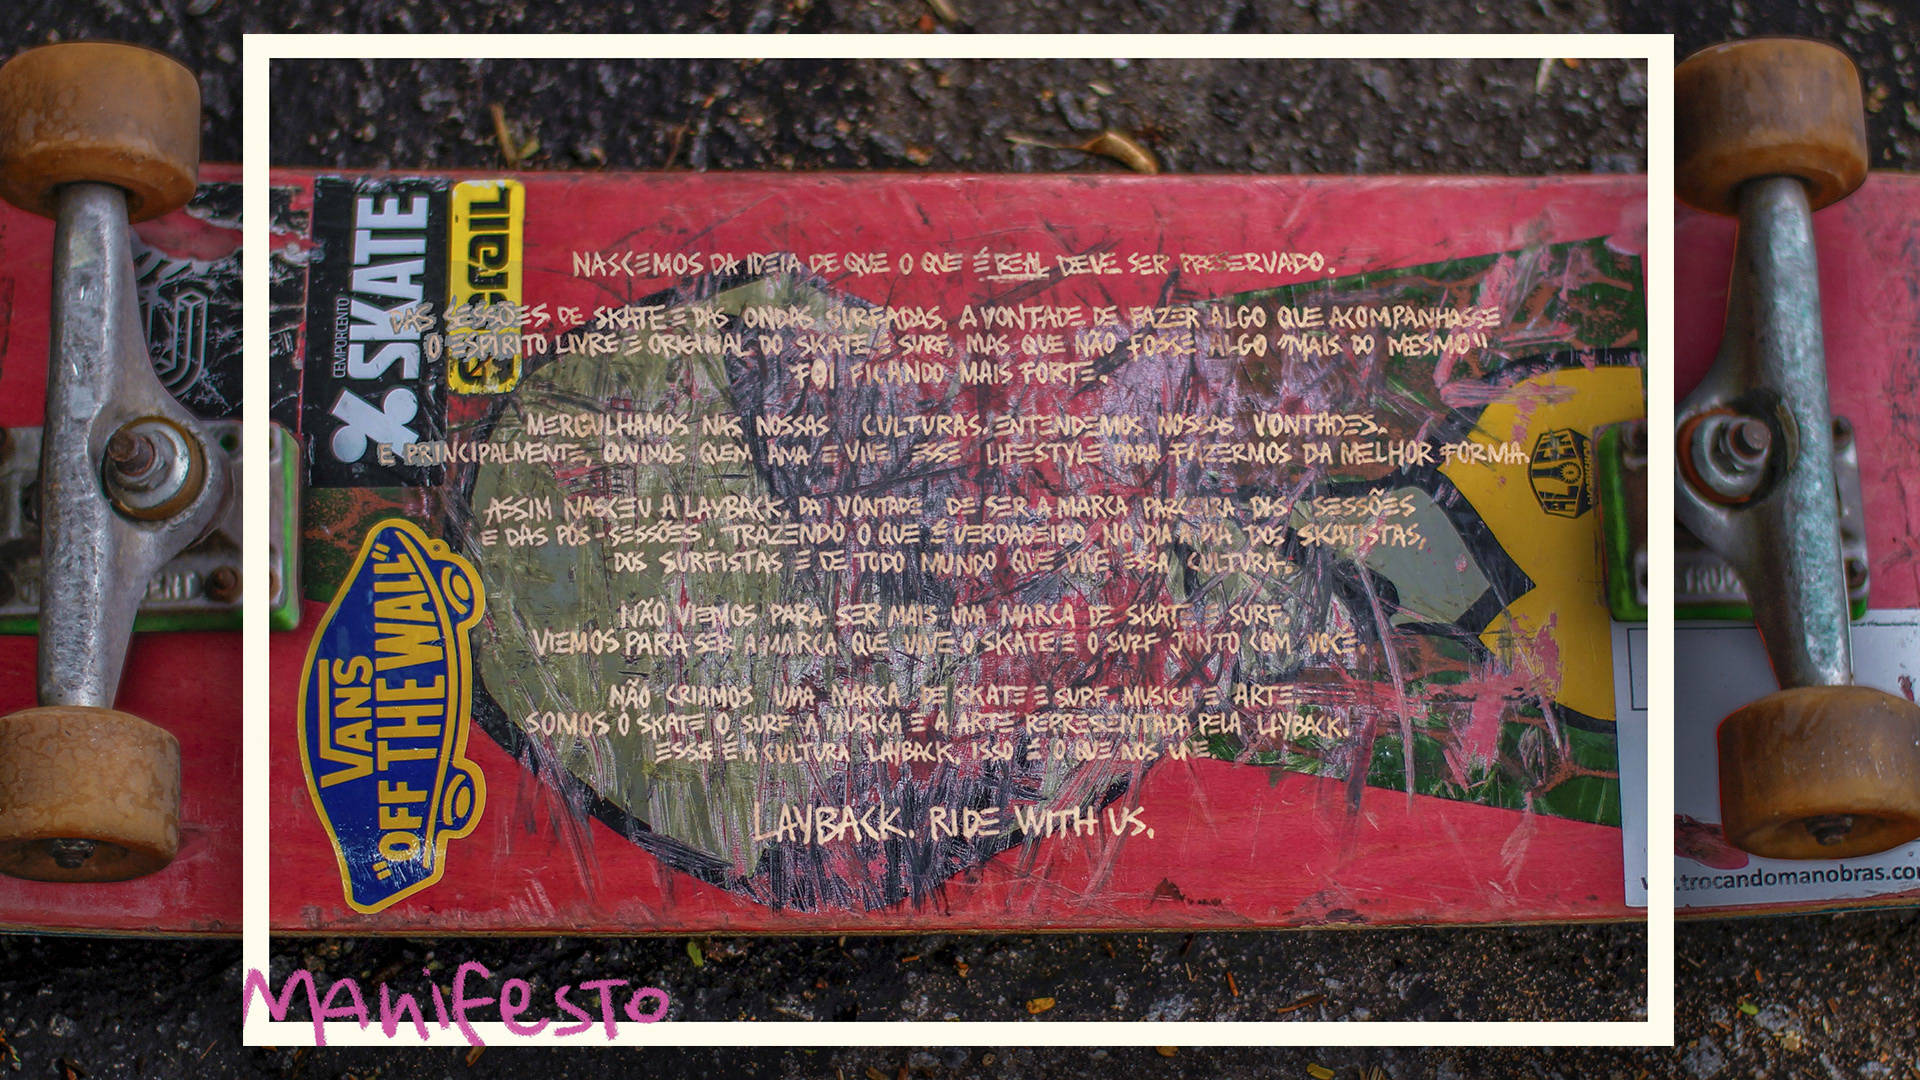 CEMPORCENTO
SKATE
NASCEMOS DA IDEIA DE QUE O QUE É REAL DEVE SER PRESERVADO.
DAS SESSÕES DE SKATE E DAS ONDAS SURFADAS, A VONTADE DE FAZER ALGO QUE ACOMPANHASSE
O ESPIRITO LIVRE E ORIGINAL DO SKATE E SURF, MAS QUE NÃO FOSSE ALGO "MAIS DO MESMO"
FOI FICANDO MAIS FORTE.
MERGULHAMOS NAS NOSSAS CULTURAS, ENTENDEMOS NOSSAS VONTADES.
E PRINCIPALMENTE, OUVIMOS QUEM AMA E VIVE ESSE LIFESTYLE PARA FAZERMOS DA MELHOR FORMA.
ASSIM NASCEU A LAYBACK, DA VONTADE DE SER A MARCA PARCEIRA DAS SESSÕES
E DAS PÓS-SESSÕES, TRAZENDO O QUE É VERDADEIRO NO DIA A DIA DOS SKATISTAS,
DOS SURFISTAS E DE TODO MUNDO QUE VIVE ESSA CULTURA.
NÃO VIEMOS PARA SER MAIS UMA MARCA DE SKATE E SURF.
VIEMOS PARA SER A MARCA QUE VIVE O SKATE E O SURF JUNTO COM VOCÊ.
NÃO CRIAMOS UMA MARCA DE SKATE E SURF, MUSICA E ARTE
SOMOS O SKATE O SURF A MUSICA E A ARTE REPRESENTADA PELA LAYBACK.
ESSA É A CULTURA LAYBACK. ISSO É O QUE NOS UNE
LAYBACK. RIDE WITH US.
VANS
"OFF THE WALL"
.trocandomanobras.co
MANIFESTO